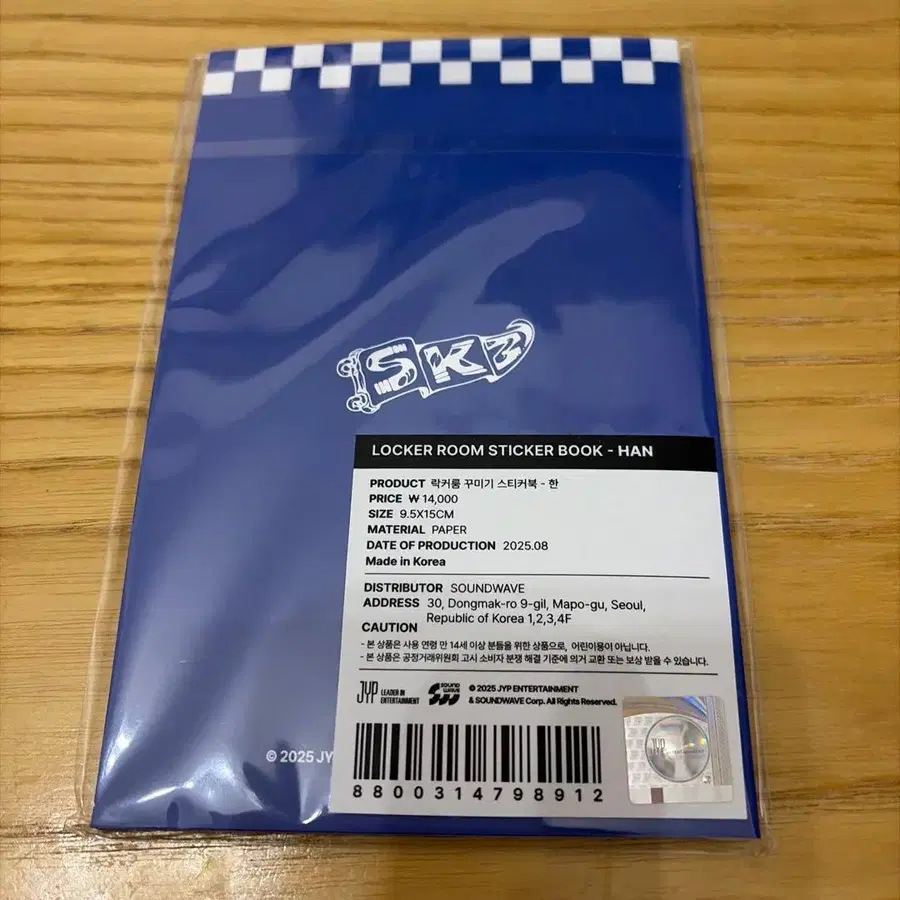 SKZ
LOCKER ROOM STICKER BOOK - HAN
PRODUCT 락커룸 꾸미기 스티커북 - 한
PRICE ₩ 14,000
SIZE 9.5X15CM
MATERIAL PAPER
DATE OF PRODUCTION 2025.08
Made in Korea
DISTRIBUTOR SOUNDWAVE
ADDRESS 30, Dongmak-ro 9-gil, Mapo-gu, Seoul,
Republic of Korea 1,2,3,4F
CAUTION
- 본 상품은 사용 연령 만 14세 이상 분들을 위한 상품으로, 어린이용이 아닙니다.
- 본 상품은 공정거래위원회 고시 소비자 분쟁 해결 기준에 의거 교환 또는 보상 받을 수 있습니다.
JYP LEADER IN
ENTERTAINMENT
SOUND
WAVE
© 2025 JYP ENTERTAINMENT
& SOUNDWAVE Corp. All Rights Reserved.
JYP
© 2025 JY
8800314798912